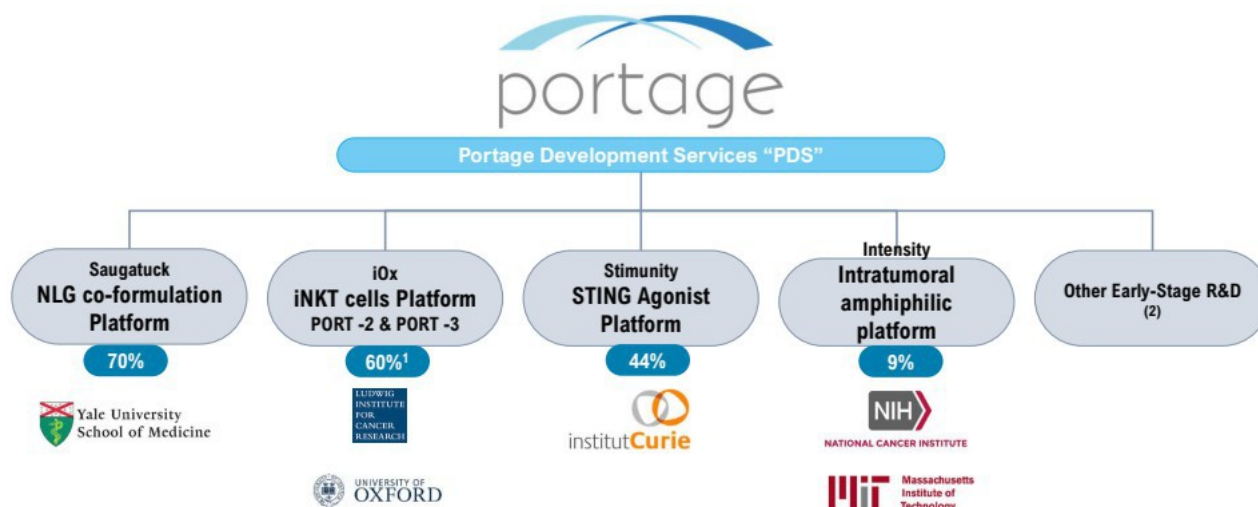 portage
Portage Development Services “PDS”
Saugatuck
NLG co-formulation
Platform
70%
Yale University
School of Medicine
iOx
iNKT cells Platform
PORT -2 & PORT -3
60%¹
LUDWIG
INSTITUTE
FOR
CANCER
RESEARCH
UNIVERSITY OF
OXFORD
Stimunity
STING Agonist
Platform
44%
institutCurie
Intensity
Intratumoral
amphiphilic
platform
9%
NIH
NATIONAL CANCER INSTITUTE
MIT
Massachusetts
Institute of
Technology
Other Early-Stage R&D
(2)